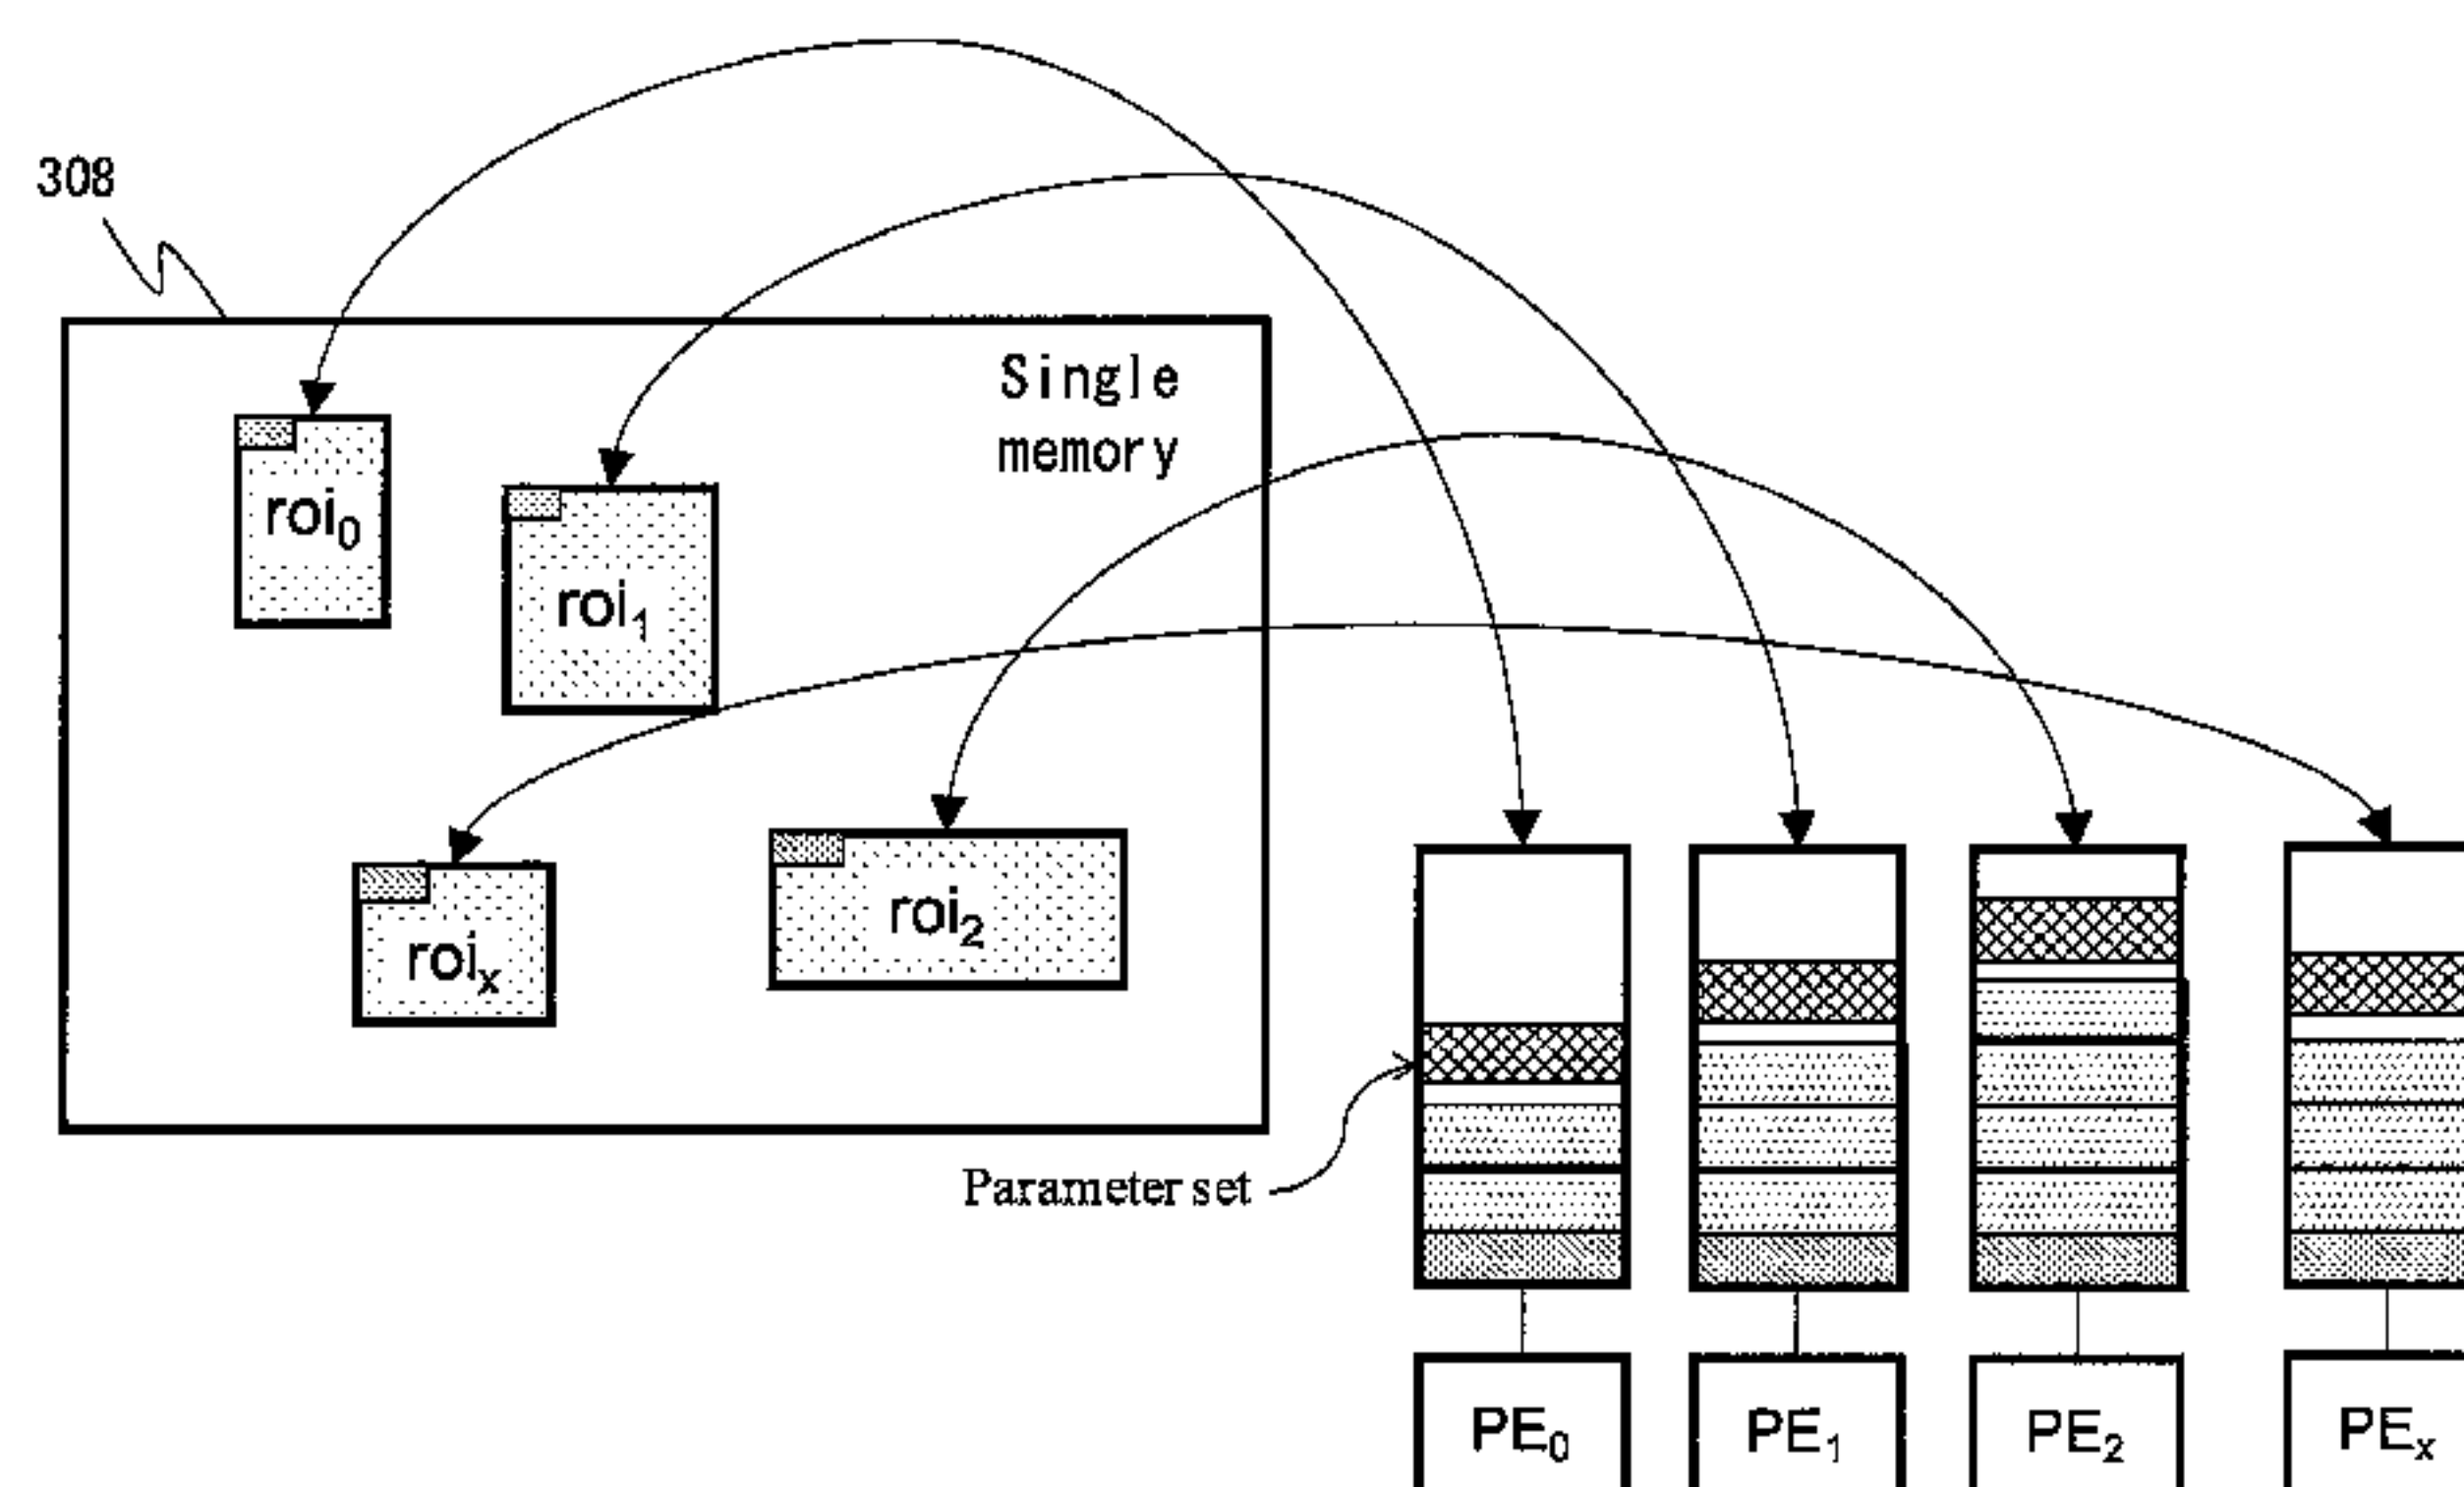 308
Single
memory
roi₀
roi₁
roiₓ
roi₂
Parameter set
PE₀
PE₁
PE₂
PEₓ